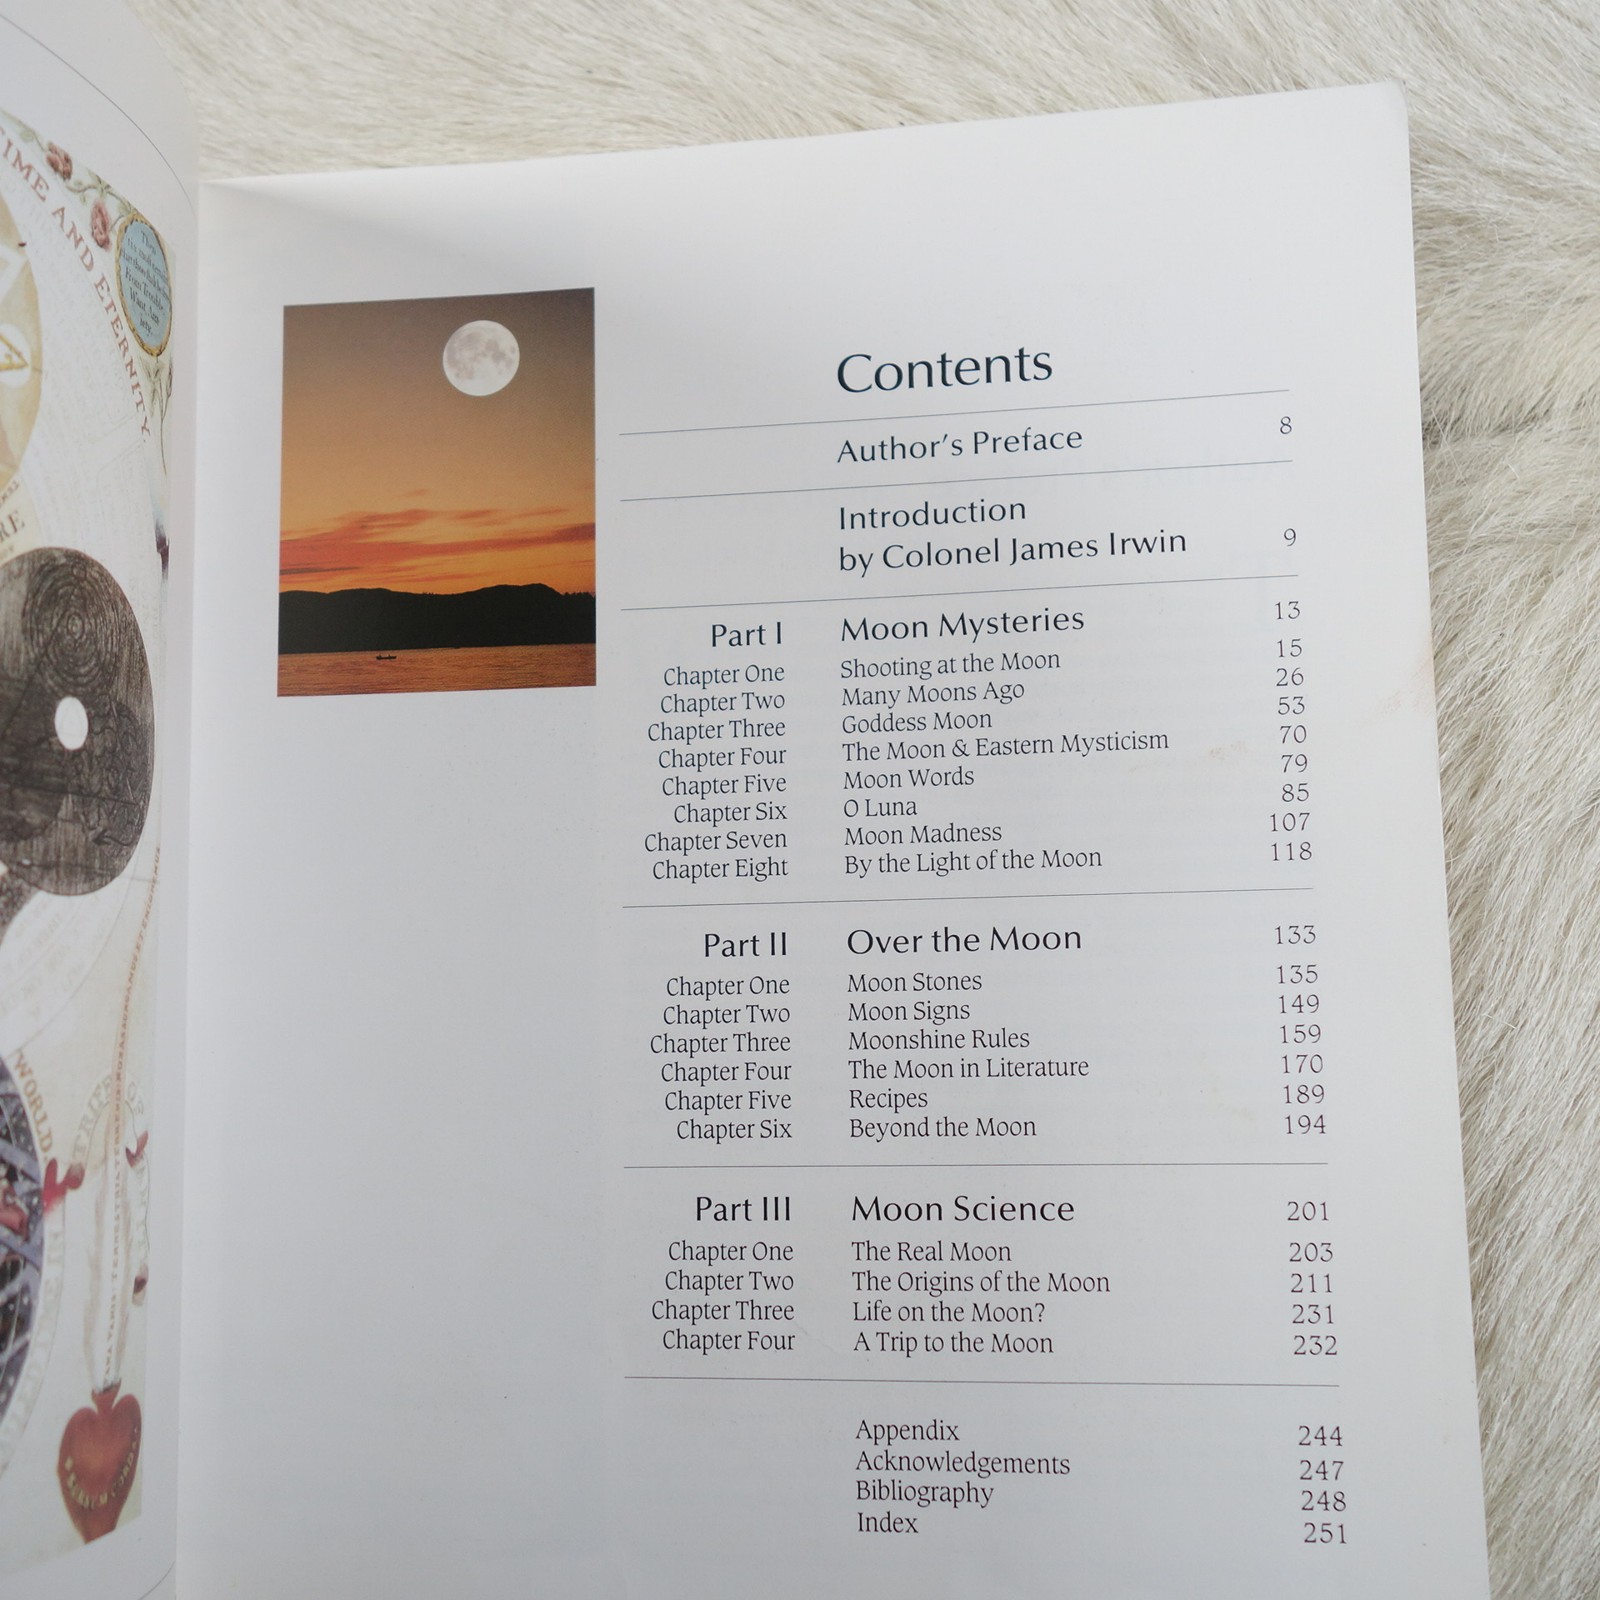 TIME AND ETERNITY.
WORLD.
Contents
Author's Preface 8
Introduction
by Colonel James Irwin 9
Part I Moon Mysteries 13
Chapter One Shooting at the Moon 15
Chapter Two Many Moons Ago 26
Chapter Three Goddess Moon 53
Chapter Four The Moon & Eastern Mysticism 70
Chapter Five Moon Words 79
Chapter Six O Luna 85
Chapter Seven Moon Madness 107
Chapter Eight By the Light of the Moon 118
Part II Over the Moon 133
Chapter One Moon Stones 135
Chapter Two Moon Signs 149
Chapter Three Moonshine Rules 159
Chapter Four The Moon in Literature 170
Chapter Five Recipes 189
Chapter Six Beyond the Moon 194
Part III Moon Science 201
Chapter One The Real Moon 203
Chapter Two The Origins of the Moon 211
Chapter Three Life on the Moon? 231
Chapter Four A Trip to the Moon 232
Appendix 244
Acknowledgements 247
Bibliography 248
Index 251